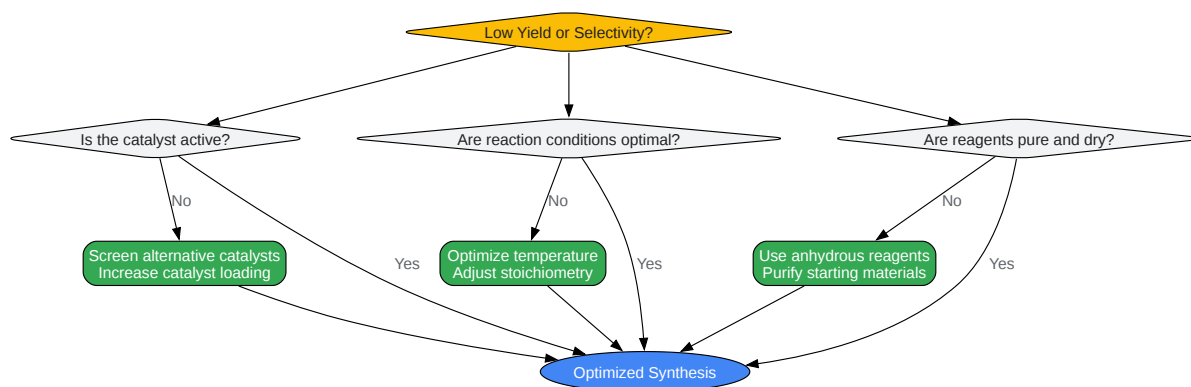 Low Yield or Selectivity?
Is the catalyst active?
Are reaction conditions optimal?
Are reagents pure and dry?
No
No
No
Screen alternative catalysts
Increase catalyst loading
Yes
Optimize temperature
Adjust stoichiometry
Yes
Use anhydrous reagents
Purify starting materials
Yes
Optimized Synthesis